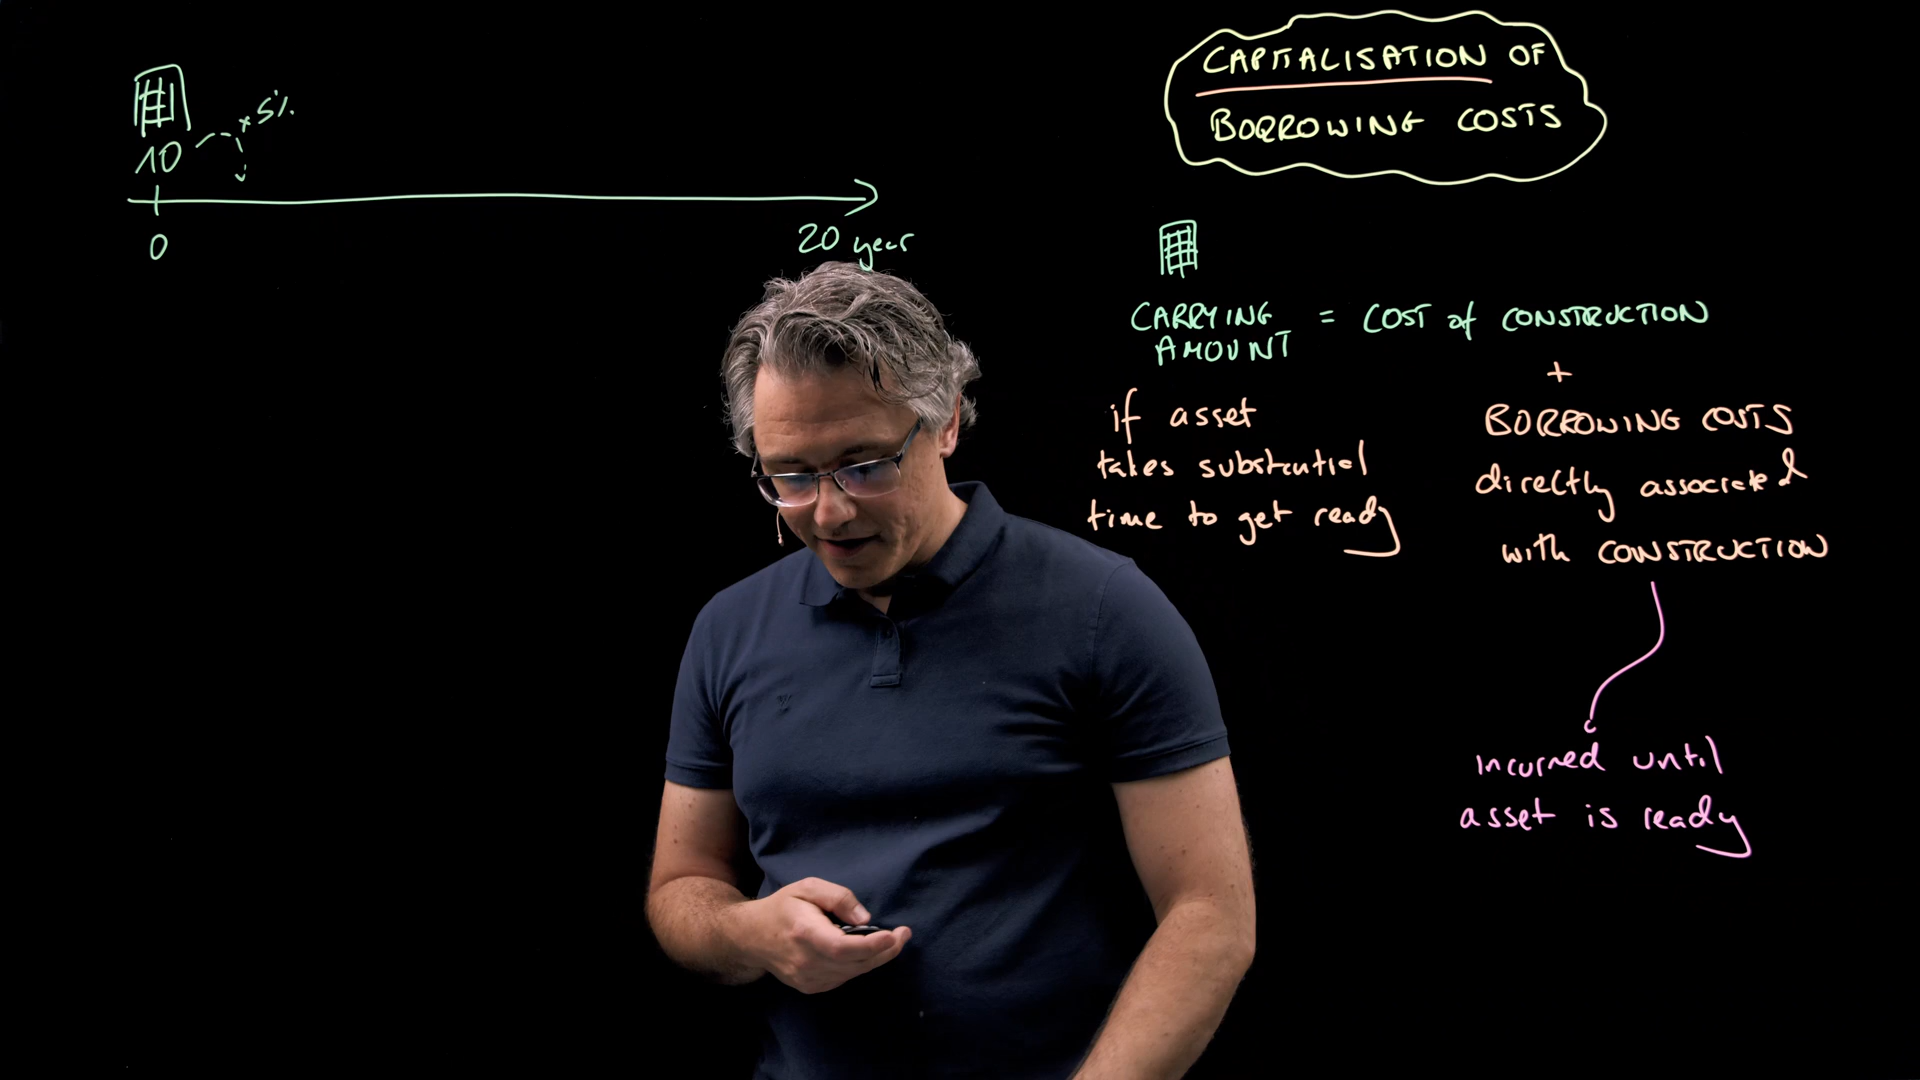 10
x 5%
0
20 year
CAPITALISATION OF
BORROWING COSTS
CARRYING
AMOUNT
= COST of CONSTRUCTION
+
if asset
takes substantial
time to get ready
BORROWING COSTS
directly associated
with CONSTRUCTION
incurred until
asset is ready